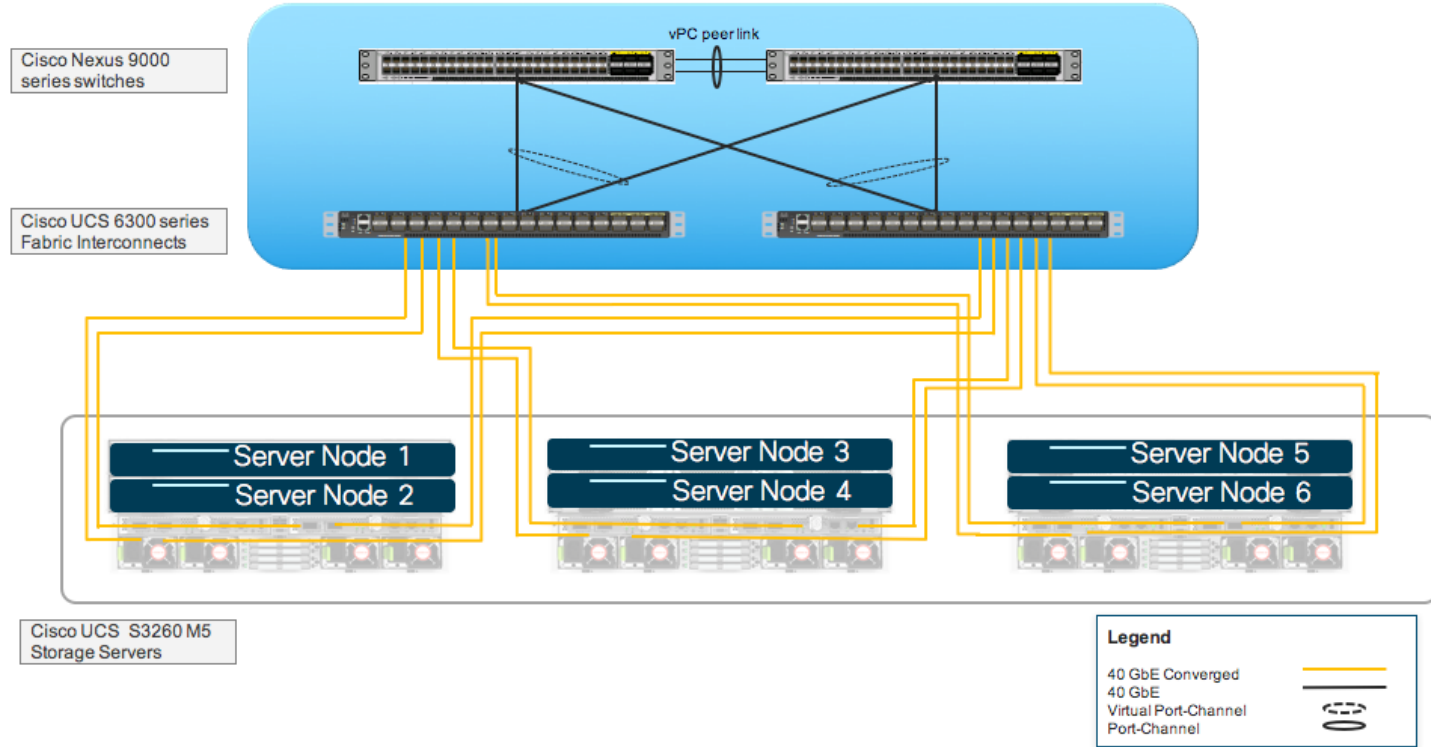 vPC peer link
Cisco Nexus 9000
series switches
Cisco UCS 6300 series
Fabric Interconnects
Server Node 1
Server Node 2
Server Node 3
Server Node 4
Server Node 5
Server Node 6
Cisco UCS S3260 M5
Storage Servers
Legend
40 GbE Converged
40 GbE
Virtual Port-Channel
Port-Channel